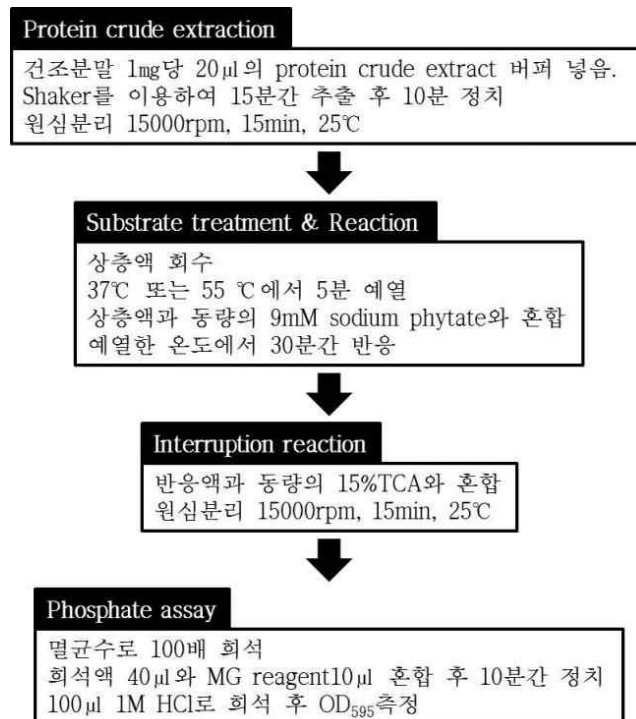 Protein crude extraction
건조분말 1mg당 20μl의 protein crude extract 버퍼 넣음.
Shaker를 이용하여 15분간 추출 후 10분 정치
원심분리 15000rpm, 15min, 25℃
Substrate treatment & Reaction
상층액 회수
37℃ 또는 55 ℃에서 5분 예열
상층액과 동량의 9mM sodium phytate와 혼합
예열한 온도에서 30분간 반응
Interruption reaction
반응액과 동량의 15%TCA와 혼합
원심분리 15000rpm, 15min, 25℃
Phosphate assay
멸균수로 100배 희석
희석액 40μl와 MG reagent10μl 혼합 후 10분간 정치
100μl 1M HCl로 희석 후 OD₅₉₅측정